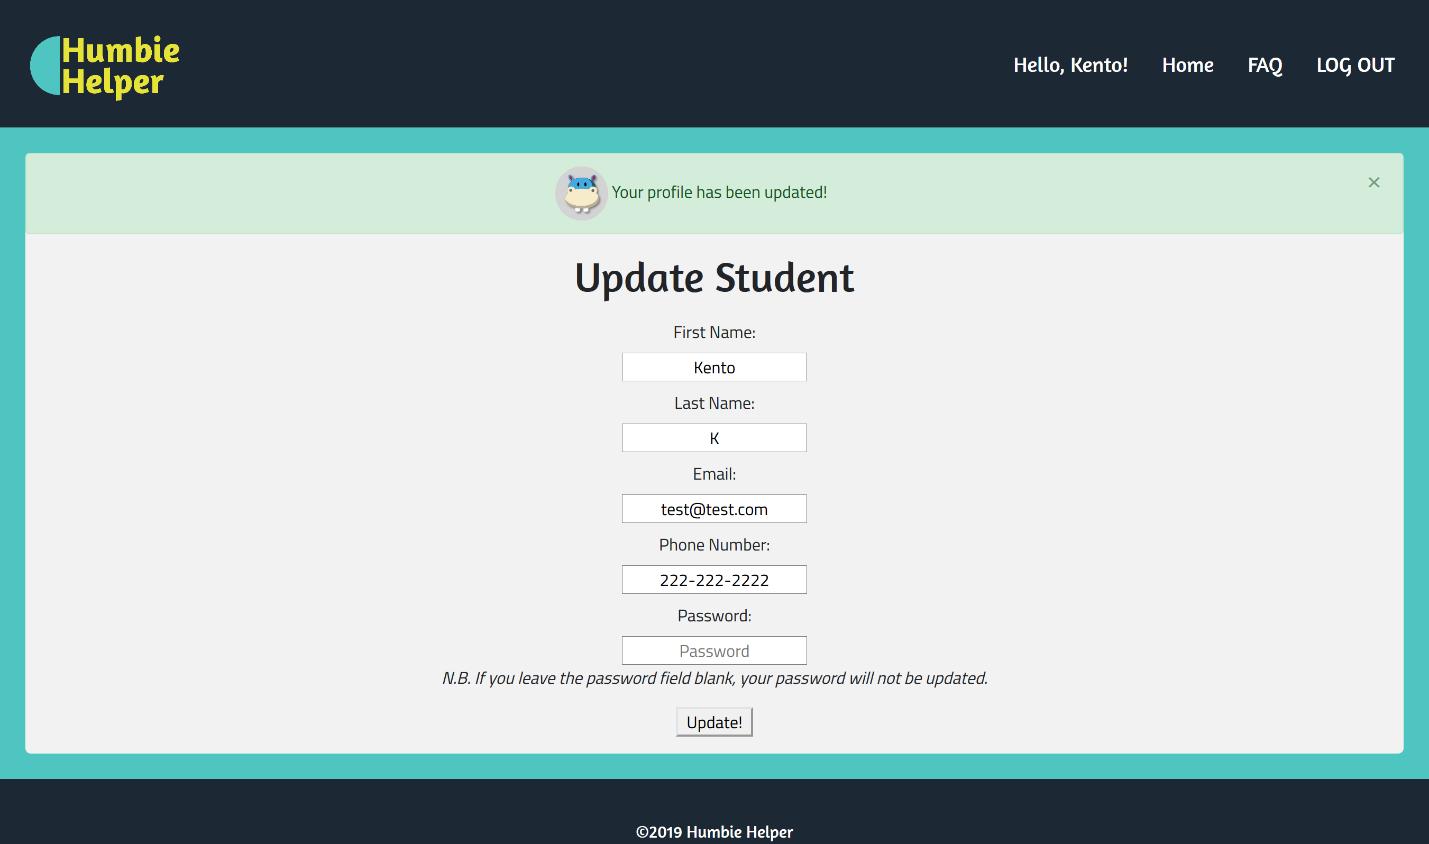 Humbie
Helper
Hello, Kento! Home FAQ LOG OUT
Your profile has been updated!
×
Update Student
First Name:
Kento
Last Name:
K
Email:
test@test.com
Phone Number:
222-222-2222
Password:
Password
N.B. If you leave the password field blank, your password will not be updated.
Update!
©2019 Humbie Helper